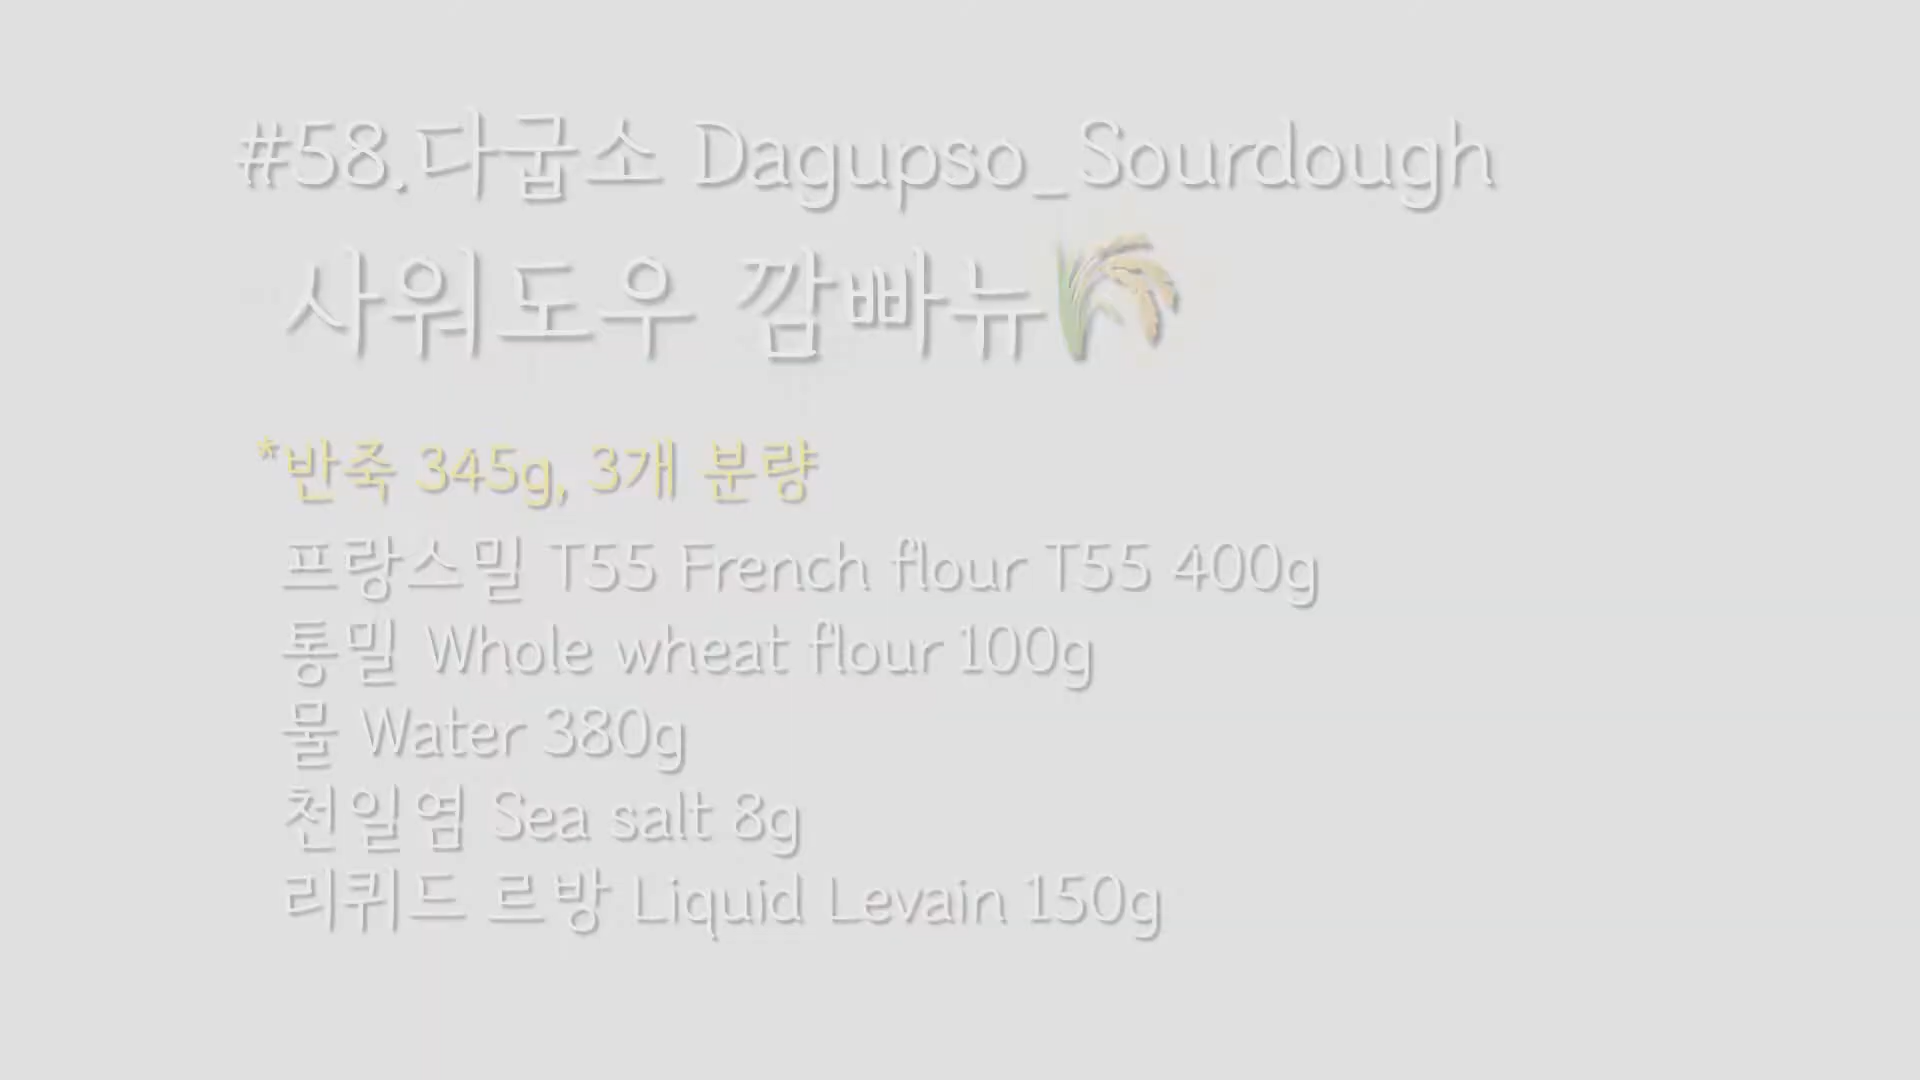 #58.다굽소 Dagupso_Sourdough
사워도우 깜빠뉴
*반죽 345g, 3개 분량
프랑스밀 T55 French flour T55 400g
통밀 Whole wheat flour 100g
물 Water 380g
천일염 Sea salt 8g
리퀴드 르방 Liquid Levain 150g